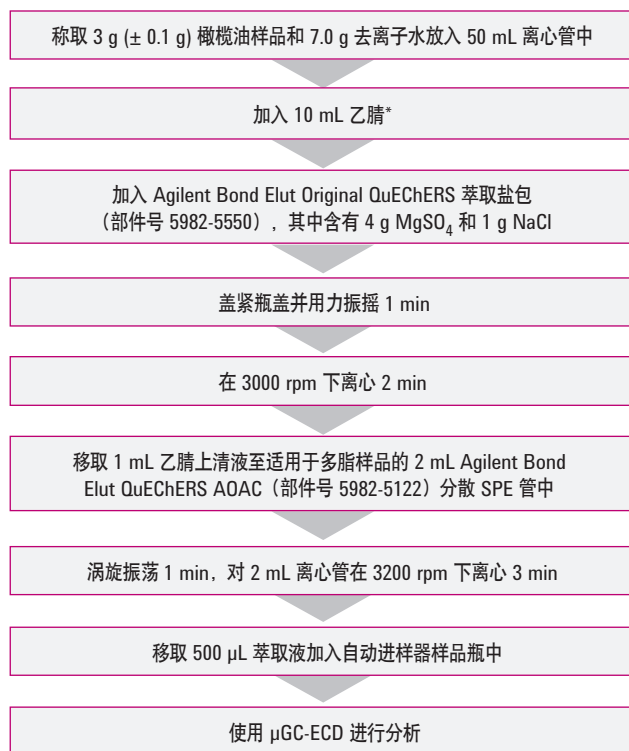 称取 3 g (± 0.1 g) 橄榄油样品和 7.0 g 去离子水放入 50 mL 离心管中
加入 10 mL 乙腈*
加入 Agilent Bond Elut Original QuEChERS 萃取盐包
（部件号 5982-5550），其中含有 4 g MgSO₄ 和 1 g NaCl
盖紧瓶盖并用力振摇 1 min
在 3000 rpm 下离心 2 min
移取 1 mL 乙腈上清液至适用于多脂样品的 2 mL Agilent Bond
Elut QuEChERS AOAC（部件号 5982-5122）分散 SPE 管中
涡旋振荡 1 min，对 2 mL 离心管在 3200 rpm 下离心 3 min
移取 500 µL 萃取液加入自动进样器样品瓶中
使用 µGC-ECD 进行分析